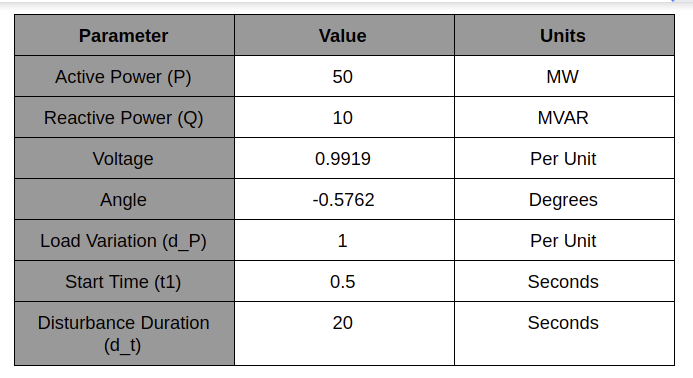 Parameter Value Units
Active Power (P) 50 MW
Reactive Power (Q) 10 MVAR
Voltage 0.9919 Per Unit
Angle -0.5762 Degrees
Load Variation (d_P) 1 Per Unit
Start Time (t1) 0.5 Seconds
Disturbance Duration 20 Seconds
(d_t)